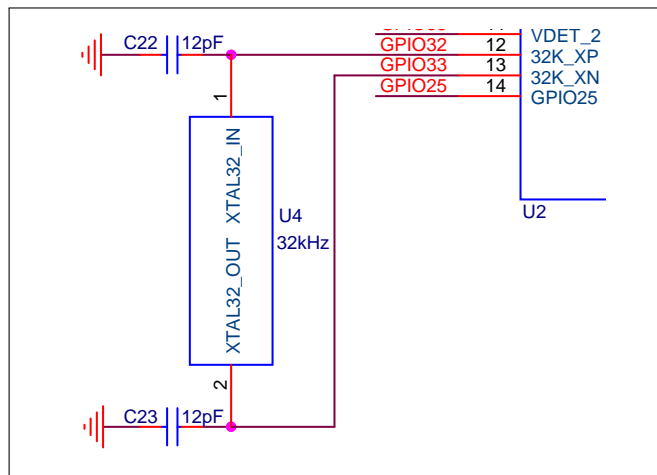 C22 12pF
GPIO32 12 VDET_2
GPIO33 13 32K_XP
GPIO25 14 32K_XN
GPIO25
1
XTAL32_IN
XTAL32_OUT
U4
32kHz
U2
2
C23 12pF